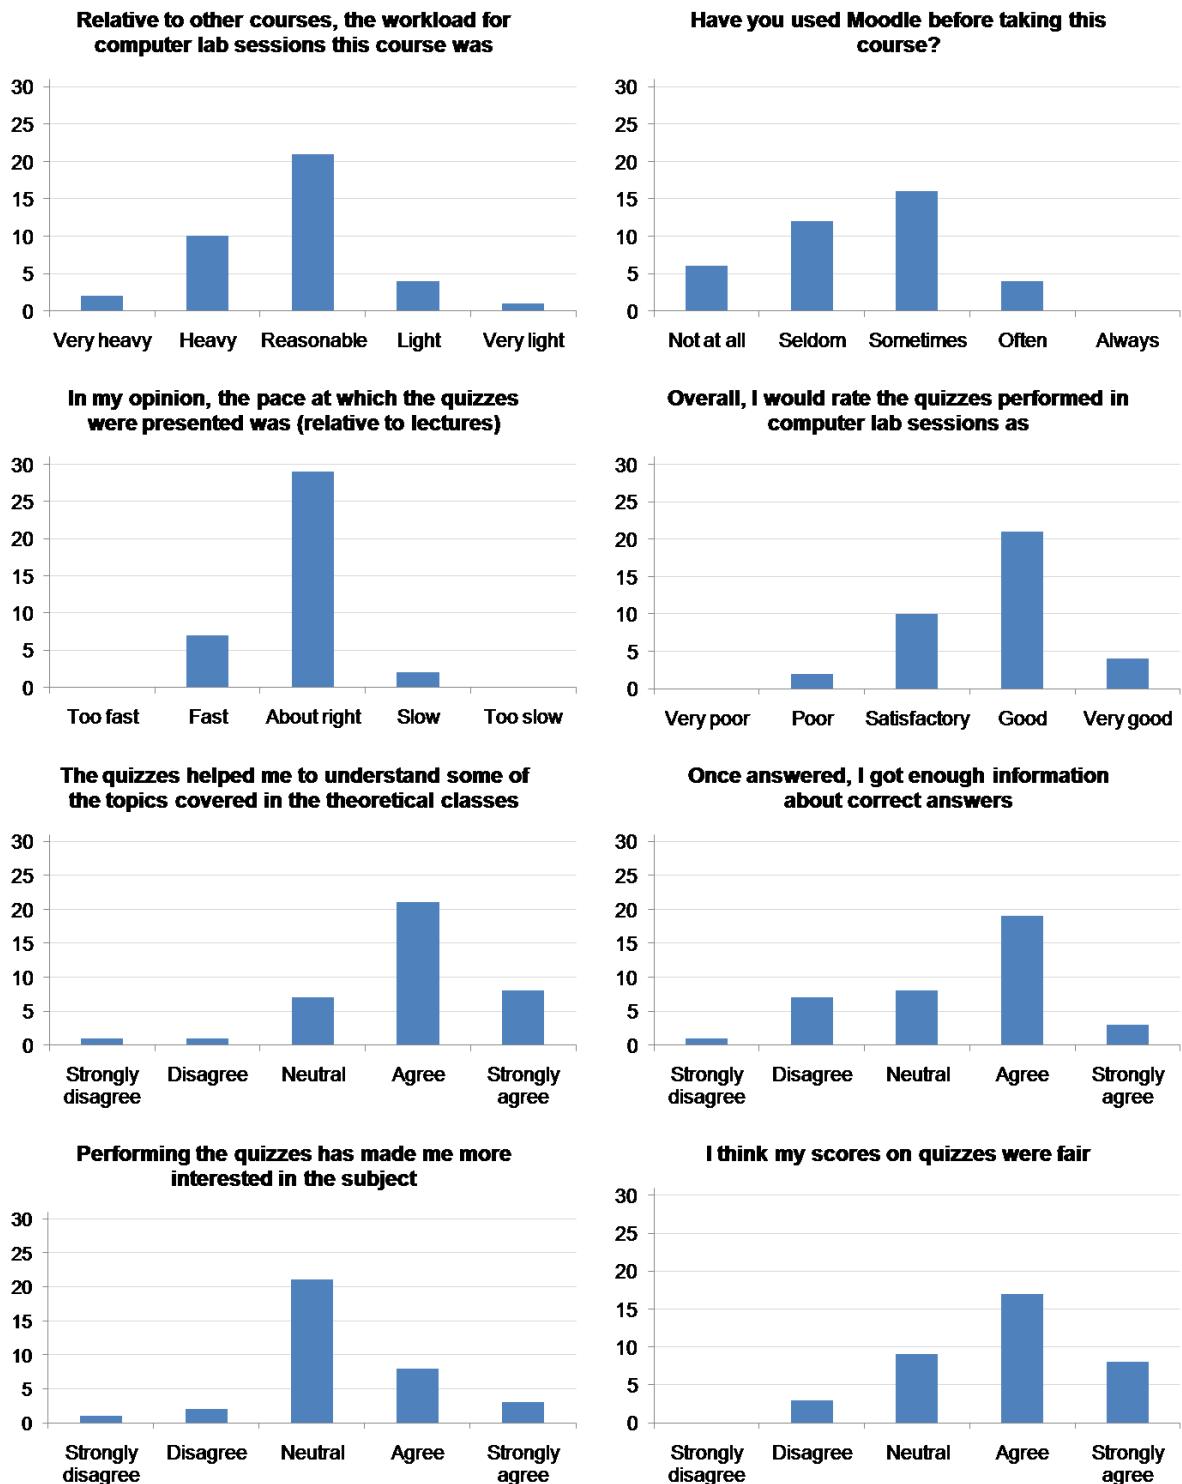 Relative to other courses, the workload for
computer lab sessions this course was
30
25
20
15
10
5
0
Very heavy Heavy Reasonable Light Very light
Have you used Moodle before taking this
course?
30
25
20
15
10
5
0
Not at all Seldom Sometimes Often Always
In my opinion, the pace at which the quizzes
were presented was (relative to lectures)
30
25
20
15
10
5
0
Too fast Fast About right Slow Too slow
Overall, I would rate the quizzes performed in
computer lab sessions as
30
25
20
15
10
5
0
Very poor Poor Satisfactory Good Very good
The quizzes helped me to understand some of
the topics covered in the theoretical classes
30
25
20
15
10
5
0
Strongly Disagree Neutral Agree Strongly
disagree agree
Once answered, I got enough information
about correct answers
30
25
20
15
10
5
0
Strongly Disagree Neutral Agree Strongly
disagree agree
Performing the quizzes has made me more
interested in the subject
30
25
20
15
10
5
0
Strongly Disagree Neutral Agree Strongly
disagree agree
I think my scores on quizzes were fair
30
25
20
15
10
5
0
Strongly Disagree Neutral Agree Strongly
disagree agree